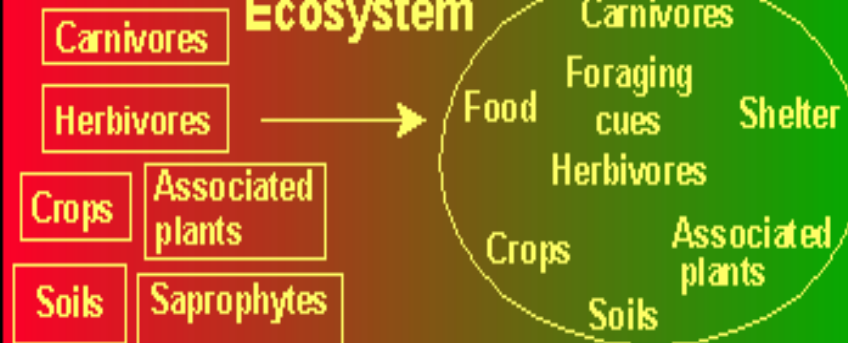 Ecosystem
Carnivores
Herbivores
Crops
Associated
plants
Soils
Saprophytes
Carnivores
Foraging
cues
Food
Shelter
Herbivores
Crops
Associated
plants
Soils